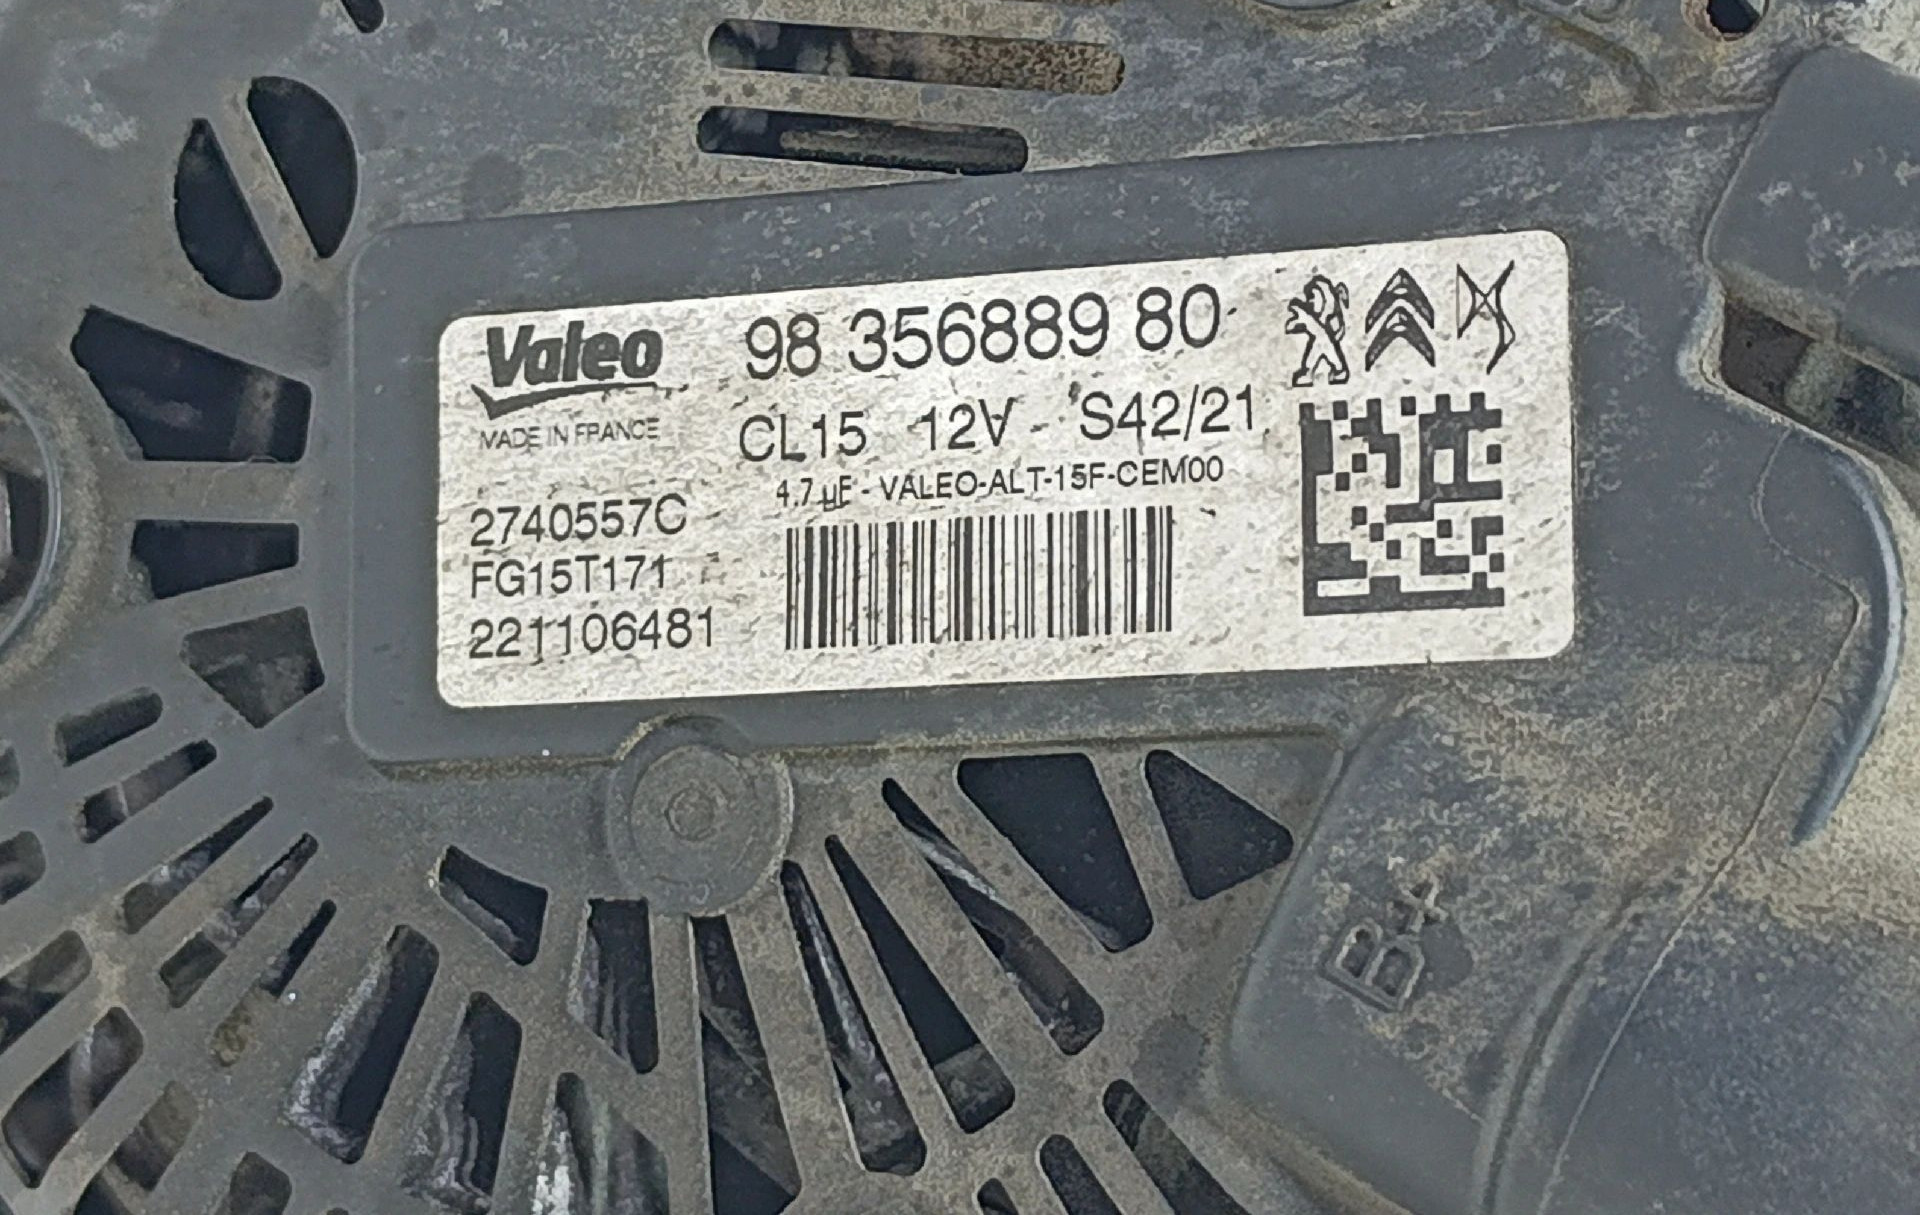 Valeo 98 356889 80
MADE IN FRANCE
CL15 12V S42/21
4.7 µF - VALEO-ALT-15F-CEM00
2740557C
FG15T171
221106481
B+